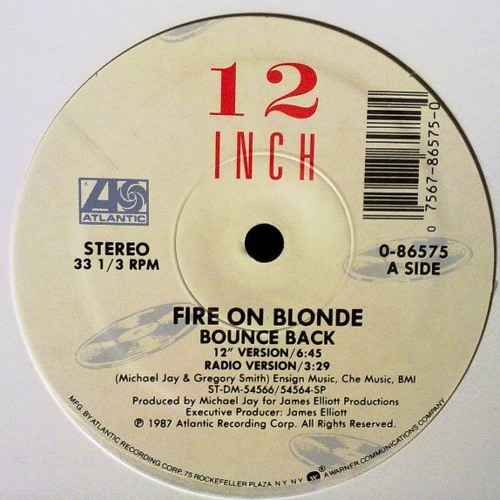 12
INCH
ATLANTIC
0 7567-86575-0
STEREO
33 1/3 RPM
0-86575
A SIDE
FIRE ON BLONDE
BOUNCE BACK
12" VERSION/6:45
RADIO VERSION/3:29
(Michael Jay & Gregory Smith) Ensign Music, Che Music, BMI
ST-DM-54566/54564-SP
Produced by Michael Jay for James Elliott Productions
Executive Producer: James Elliott
℗ 1987 Atlantic Recording Corp. All Rights Reserved.
MFG. BY ATLANTIC RECORDING CORP. 75 ROCKEFELLER PLAZA N.Y. N.Y. A WARNER COMMUNICATIONS COMPANY